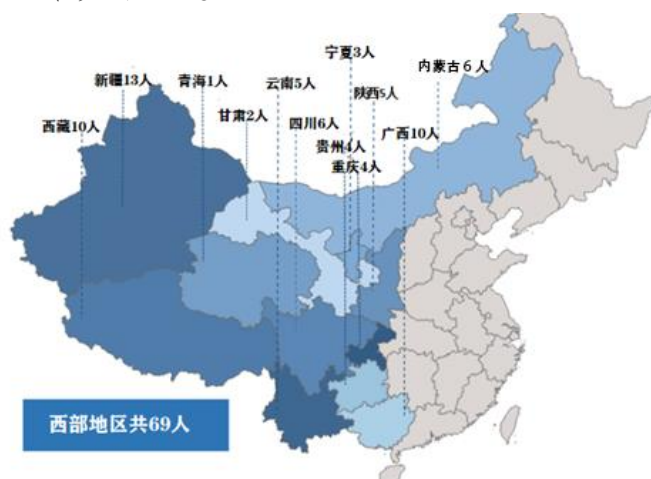 宁夏3人
内蒙古６人
新疆13人
青海1人
云南5人
陕西5人
西藏10人
甘肃2人
四川6人
广西10人
贵州4人
重庆4人
西部地区共69人